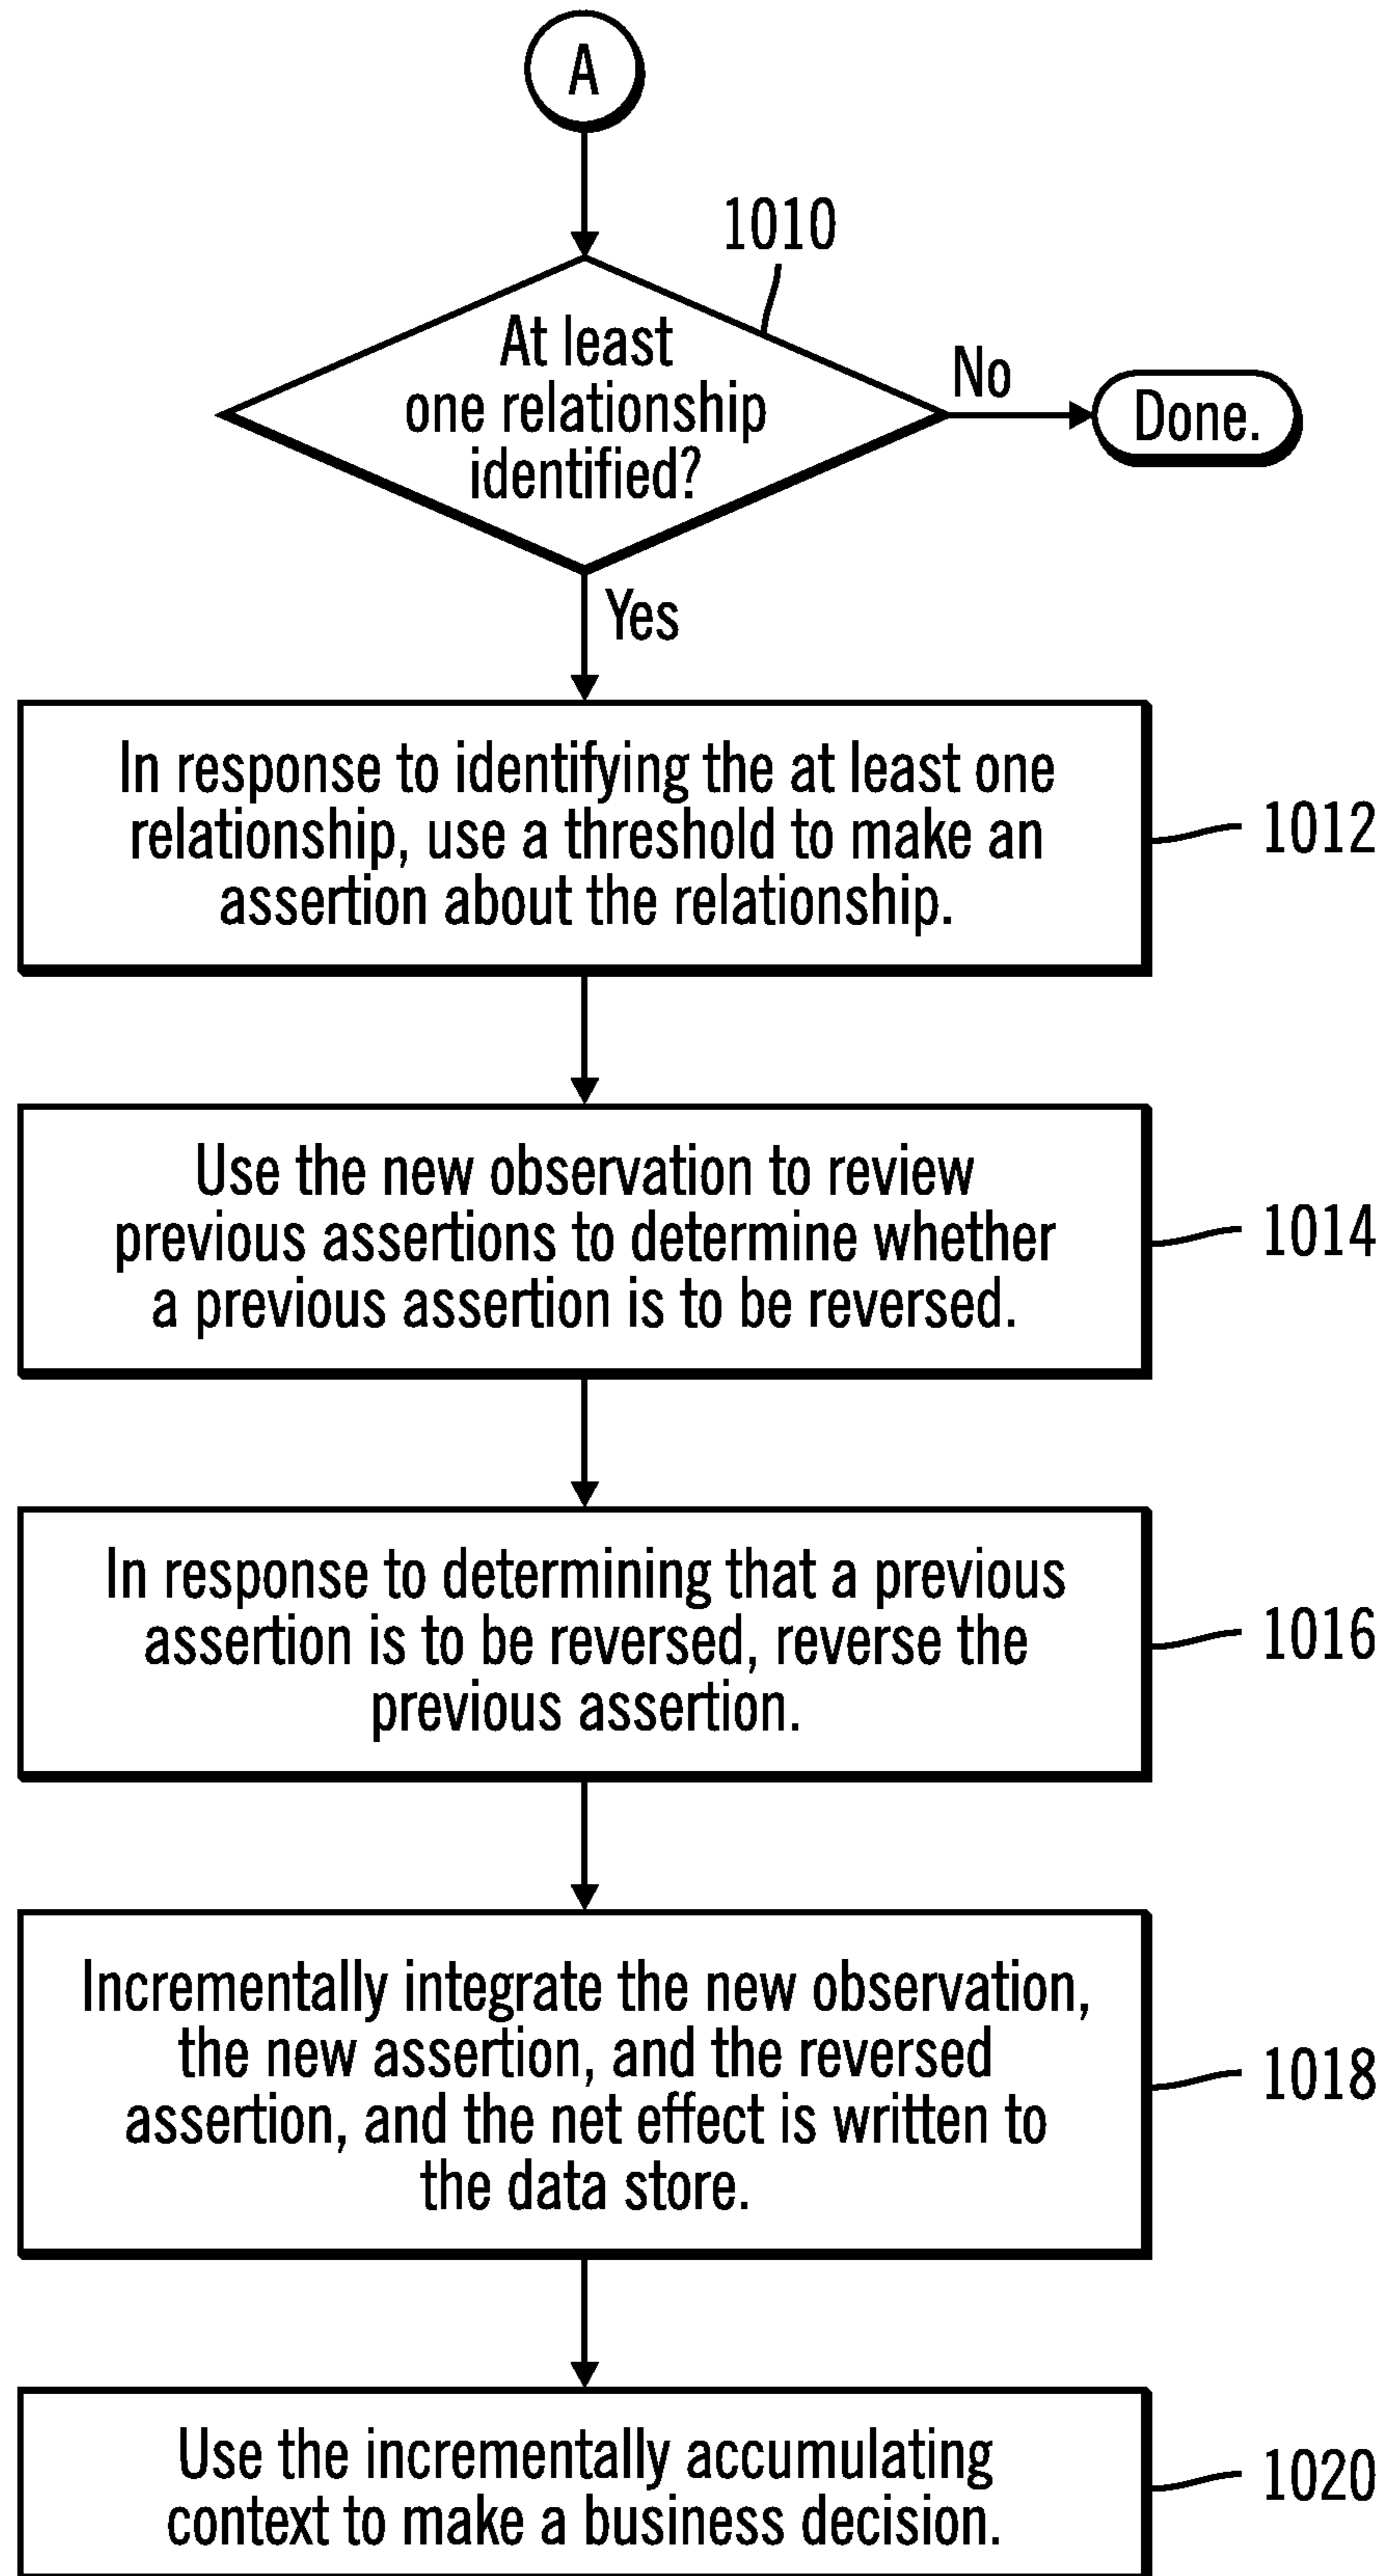 A
1010
At least
one relationship
identified?
No
Done.
Yes
In response to identifying the at least one
relationship, use a threshold to make an
assertion about the relationship.
1012
Use the new observation to review
previous assertions to determine whether
a previous assertion is to be reversed.
1014
In response to determining that a previous
assertion is to be reversed, reverse the
previous assertion.
1016
Incrementally integrate the new observation,
the new assertion, and the reversed
assertion, and the net effect is written to
the data store.
1018
Use the incrementally accumulating
context to make a business decision.
1020